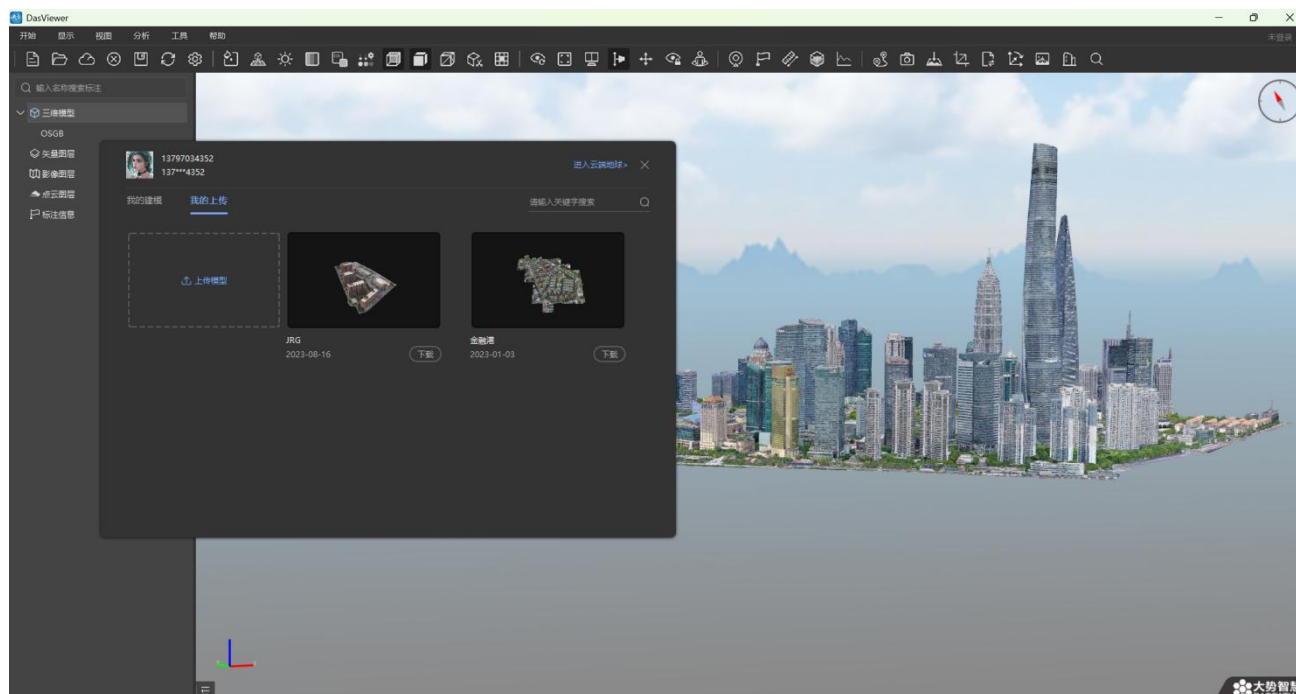 DasViewer
开始 显示 视图 分析 工具 帮助
未登录
输入名称搜索标注
三维模型
OSGB
矢量图层
影像图层
点云图层
标注信息
13797034352
137***4352
进入云端地球>
我的建模 我的上传
请输入关键字搜索
上传模型
JRG
2023-08-16 下载
金融港
2023-01-03 下载
大势智慧